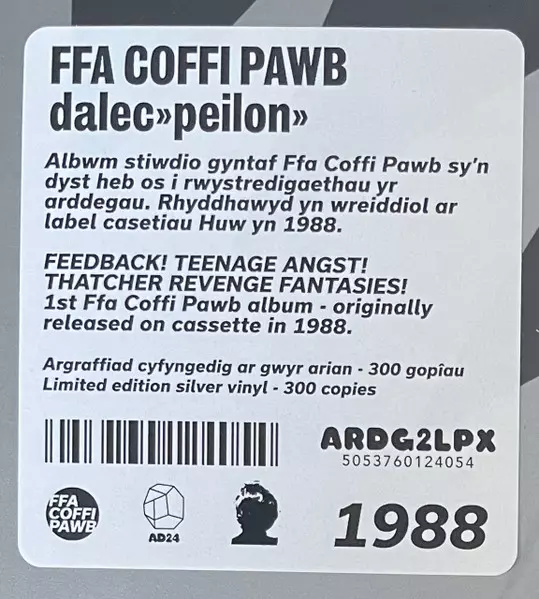 FFA COFFI PAWB
dalec»peilon»
Albwm stiwdio gyntaf Ffa Coffi Pawb sy'n
dyst heb os i rwystredigaethau yr
arddegau. Rhyddhawyd yn wreiddiol ar
label casetiau Huw yn 1988.
FEEDBACK! TEENAGE ANGST!
THATCHER REVENGE FANTASIES!
1st Ffa Coffi Pawb album - originally
released on cassette in 1988.
Argraffiad cyfyngedig ar gwyr arian - 300 gopîau
Limited edition silver vinyl - 300 copies
ARDG2LPX
5053760124054
FFA
COFFI
PAWB
AD24
1988